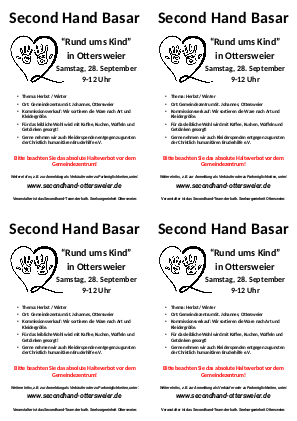 Second Hand Basar
"Rund ums Kind"
in Ottersweier
Samstag, 28. September
9-12 Uhr
• Thema: Herbst / Winter
• Ort: Gemeindezentrum St. Johannes, Ottersweier
• Kommissionsverkauf: Wir sortieren die Ware nach Art und
Kleidergröße.
• Für das leibliche Wohl wird mit Kaffee, Kuchen, Waffeln und
Getränken gesorgt!
• Gerne nehmen wir auch Kleiderspenden entgegen zugunsten
der Christlich humanitären Bruderhilfe e.V.
Bitte beachten Sie das absolute Halteverbot vor dem
Gemeindezentrum!
Weitere Infos, z.B. zur Anmeldung als Verkäufer oder zu Parkmöglichkeiten, unter:
www.secondhand-ottersweier.de
Veranstalter ist das Secondhand-Team der kath. Seelsorgeeinheit Ottersweier.
Second Hand Basar
"Rund ums Kind"
in Ottersweier
Samstag, 28. September
9-12 Uhr
• Thema: Herbst / Winter
• Ort: Gemeindezentrum St. Johannes, Ottersweier
• Kommissionsverkauf: Wir sortieren die Ware nach Art und
Kleidergröße.
• Für das leibliche Wohl wird mit Kaffee, Kuchen, Waffeln und
Getränken gesorgt!
• Gerne nehmen wir auch Kleiderspenden entgegen zugunsten
der Christlich humanitären Bruderhilfe e.V.
Bitte beachten Sie das absolute Halteverbot vor dem
Gemeindezentrum!
Weitere Infos, z.B. zur Anmeldung als Verkäufer oder zu Parkmöglichkeiten, unter:
www.secondhand-ottersweier.de
Veranstalter ist das Secondhand-Team der kath. Seelsorgeeinheit Ottersweier.
Second Hand Basar
"Rund ums Kind"
in Ottersweier
Samstag, 28. September
9-12 Uhr
• Thema: Herbst / Winter
• Ort: Gemeindezentrum St. Johannes, Ottersweier
• Kommissionsverkauf: Wir sortieren die Ware nach Art und
Kleidergröße.
• Für das leibliche Wohl wird mit Kaffee, Kuchen, Waffeln und
Getränken gesorgt!
• Gerne nehmen wir auch Kleiderspenden entgegen zugunsten
der Christlich humanitären Bruderhilfe e.V.
Bitte beachten Sie das absolute Halteverbot vor dem
Gemeindezentrum!
Weitere Infos, z.B. zur Anmeldung als Verkäufer oder zu Parkmöglichkeiten, unter:
www.secondhand-ottersweier.de
Veranstalter ist das Secondhand-Team der kath. Seelsorgeeinheit Ottersweier.
Second Hand Basar
"Rund ums Kind"
in Ottersweier
Samstag, 28. September
9-12 Uhr
• Thema: Herbst / Winter
• Ort: Gemeindezentrum St. Johannes, Ottersweier
• Kommissionsverkauf: Wir sortieren die Ware nach Art und
Kleidergröße.
• Für das leibliche Wohl wird mit Kaffee, Kuchen, Waffeln und
Getränken gesorgt!
• Gerne nehmen wir auch Kleiderspenden entgegen zugunsten
der Christlich humanitären Bruderhilfe e.V.
Bitte beachten Sie das absolute Halteverbot vor dem
Gemeindezentrum!
Weitere Infos, z.B. zur Anmeldung als Verkäufer oder zu Parkmöglichkeiten, unter:
www.secondhand-ottersweier.de
Veranstalter ist das Secondhand-Team der kath. Seelsorgeeinheit Ottersweier.